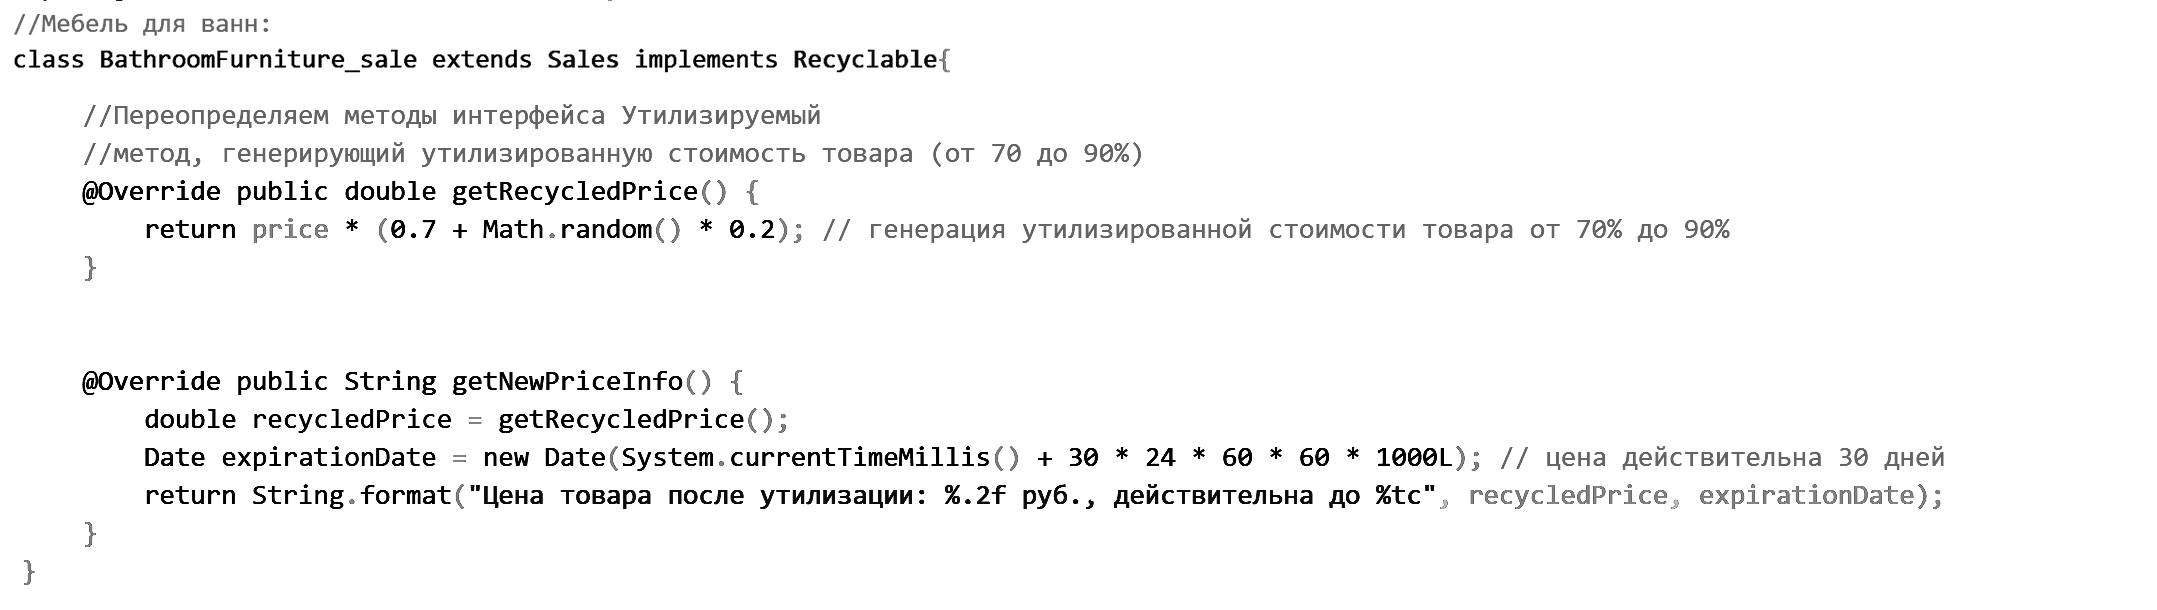 //Мебель для ванн:
class BathroomFurniture_sale extends Sales implements Recyclable{
//Переопределяем методы интерфейса Утилизируемый
//метод, генерирующий утилизированную стоимость товара (от 70 до 90%)
@Override public double getRecycledPrice() {
return price * (0.7 + Math.random() * 0.2); // генерация утилизированной стоимости товара от 70% до 90%
}
@Override public String getNewPriceInfo() {
double recycledPrice = getRecycledPrice();
Date expirationDate = new Date(System.currentTimeMillis() + 30 * 24 * 60 * 60 * 1000L); // цена действительна 30 дней
return String.format("Цена товара после утилизации: %.2f руб., действительна до %tc", recycledPrice, expirationDate);
}
}